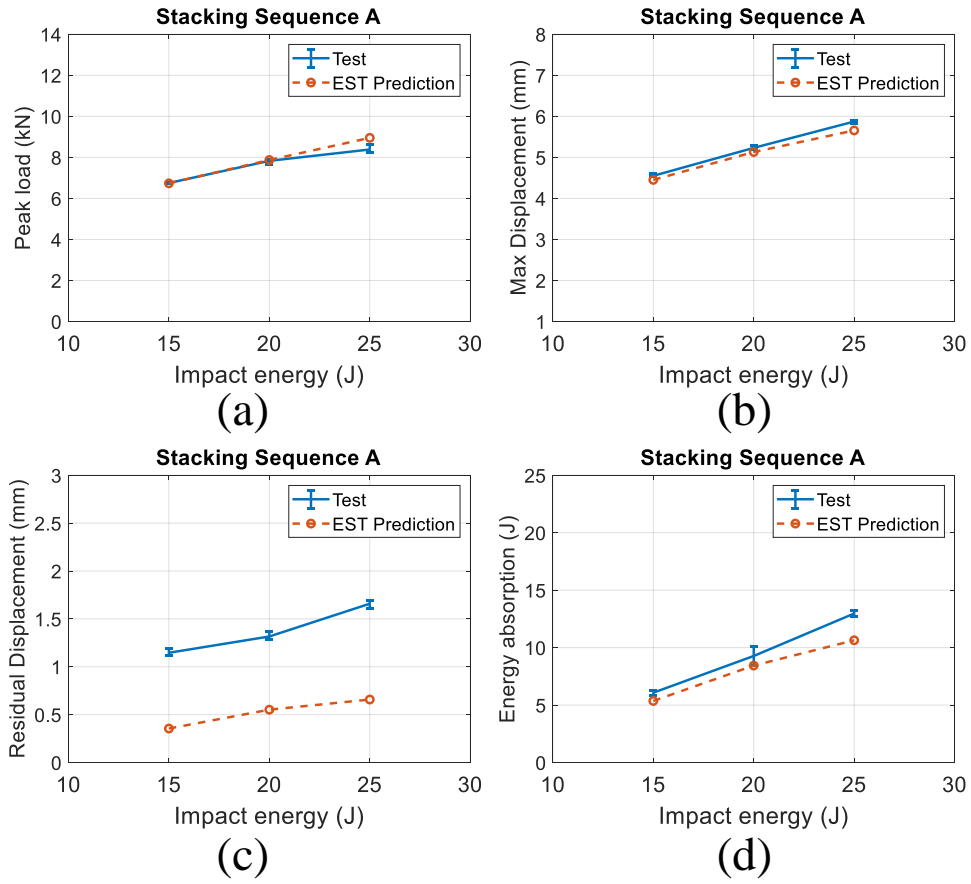 Stacking Sequence A
Peak load (kN)
14
12
10
8
6
4
2
0
Test
EST Prediction
10 15 20 25 30
Impact energy (J)
(a)
Stacking Sequence A
Max Displacement (mm)
8
7
6
5
4
3
2
1
Test
EST Prediction
10 15 20 25 30
Impact energy (J)
(b)
Stacking Sequence A
Residual Displacement (mm)
3
2.5
2
1.5
1
0.5
0
Test
EST Prediction
10 15 20 25 30
Impact energy (J)
(c)
Stacking Sequence A
Energy absorption (J)
25
20
15
10
5
0
Test
EST Prediction
10 15 20 25 30
Impact energy (J)
(d)